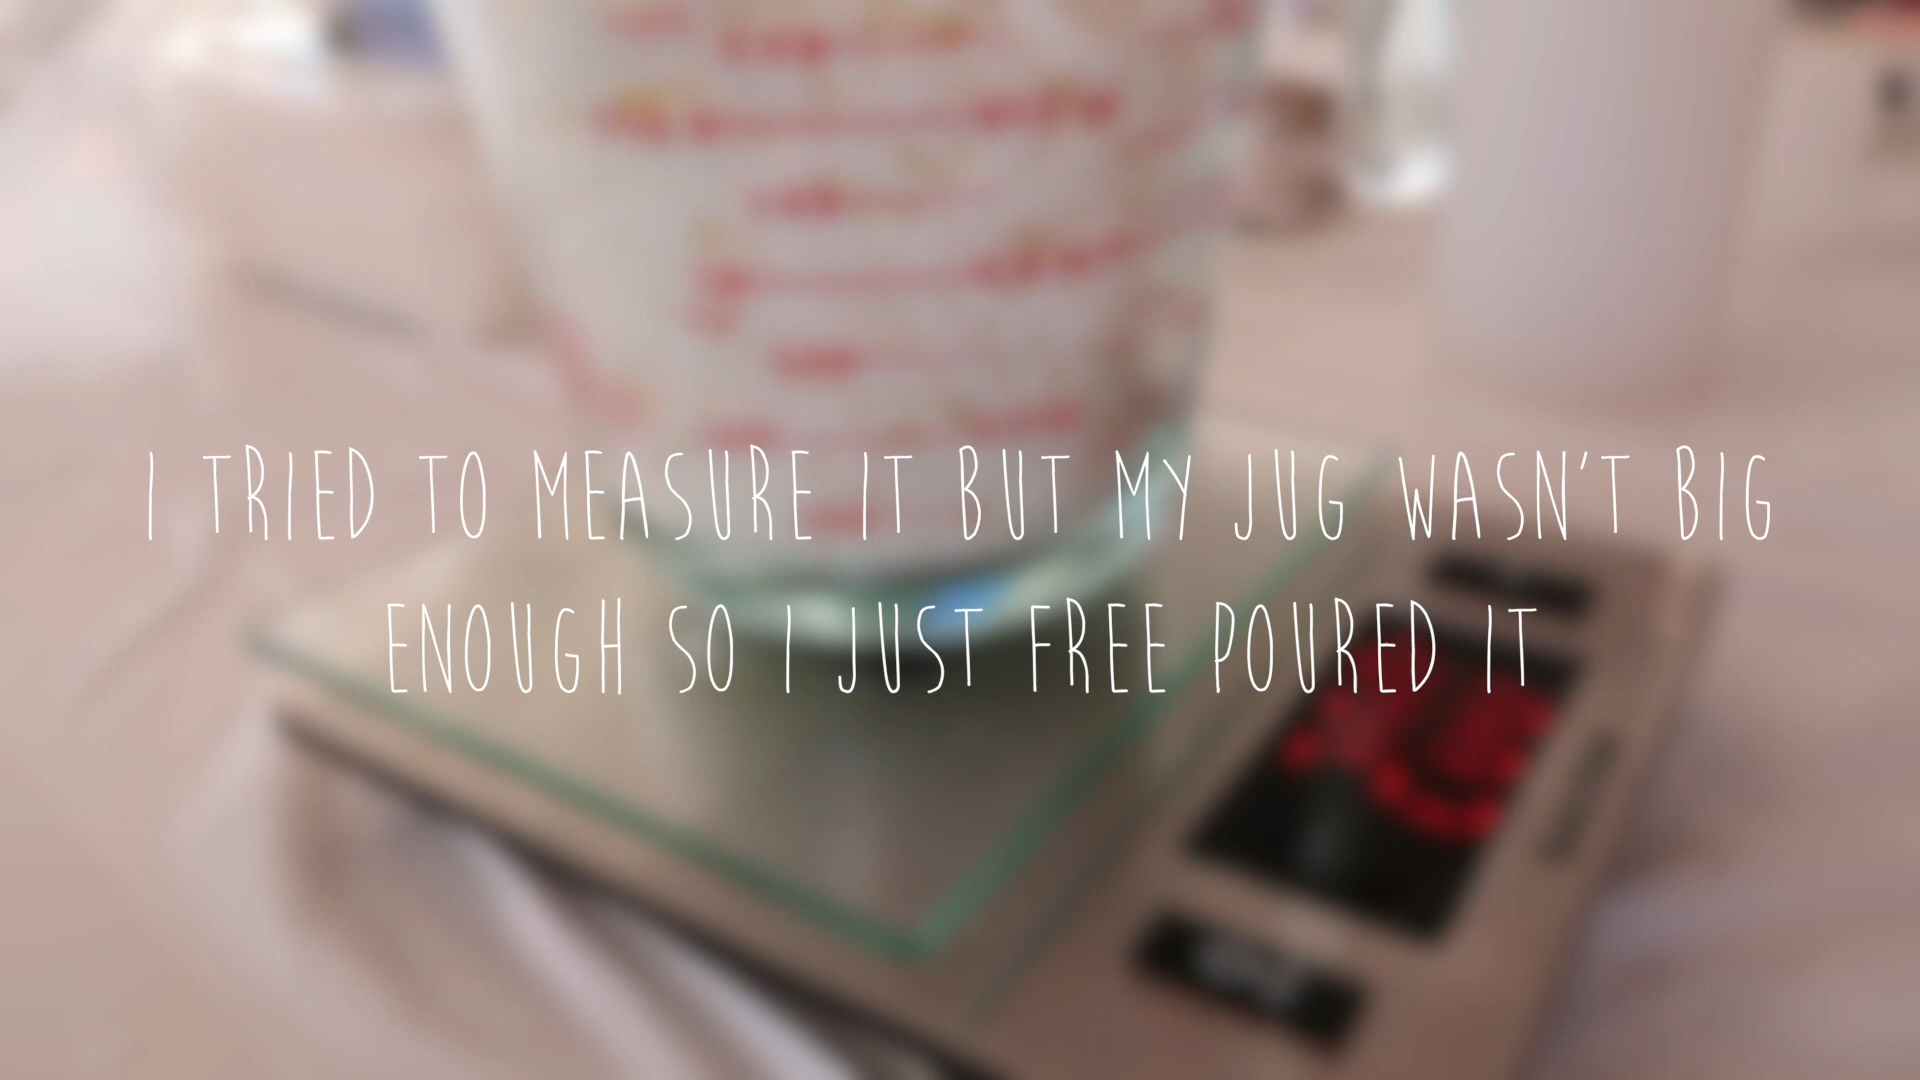 I TRIED TO MEASURE IT BUT MY JUG WASN'T BIG
ENOUGH SO I JUST FREE POURED IT